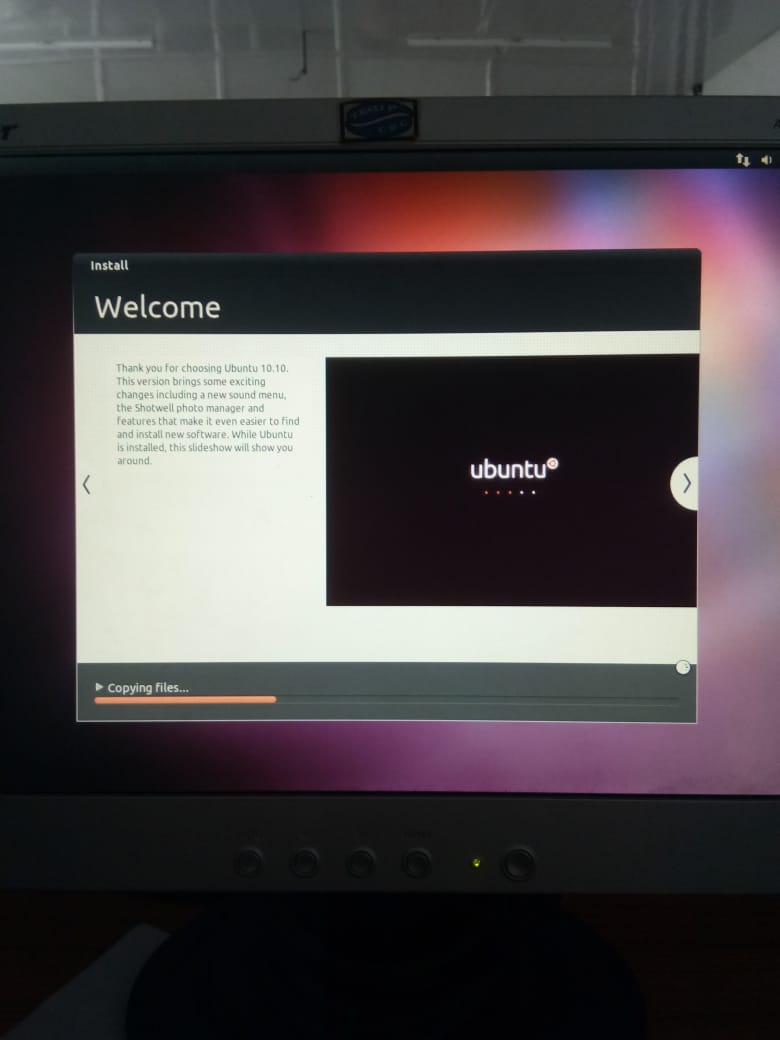 Install
Welcome
Thank you for choosing Ubuntu 10.10.
This version brings some exciting
changes including a new sound menu,
the Shotwell photo manager and
features that make it even easier to find
and install new software. While Ubuntu
is installed, this slideshow will show you
around.
ubuntu
Copying files...